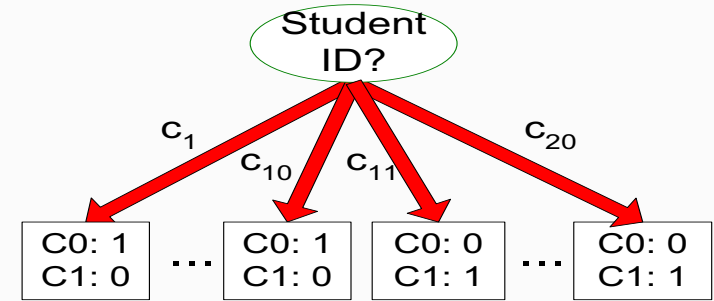 Student
ID?
c₁
c₁₀
c₁₁
c₂₀
C0: 1
C1: 0
...
C0: 1
C1: 0
C0: 0
C1: 1
...
C0: 0
C1: 1